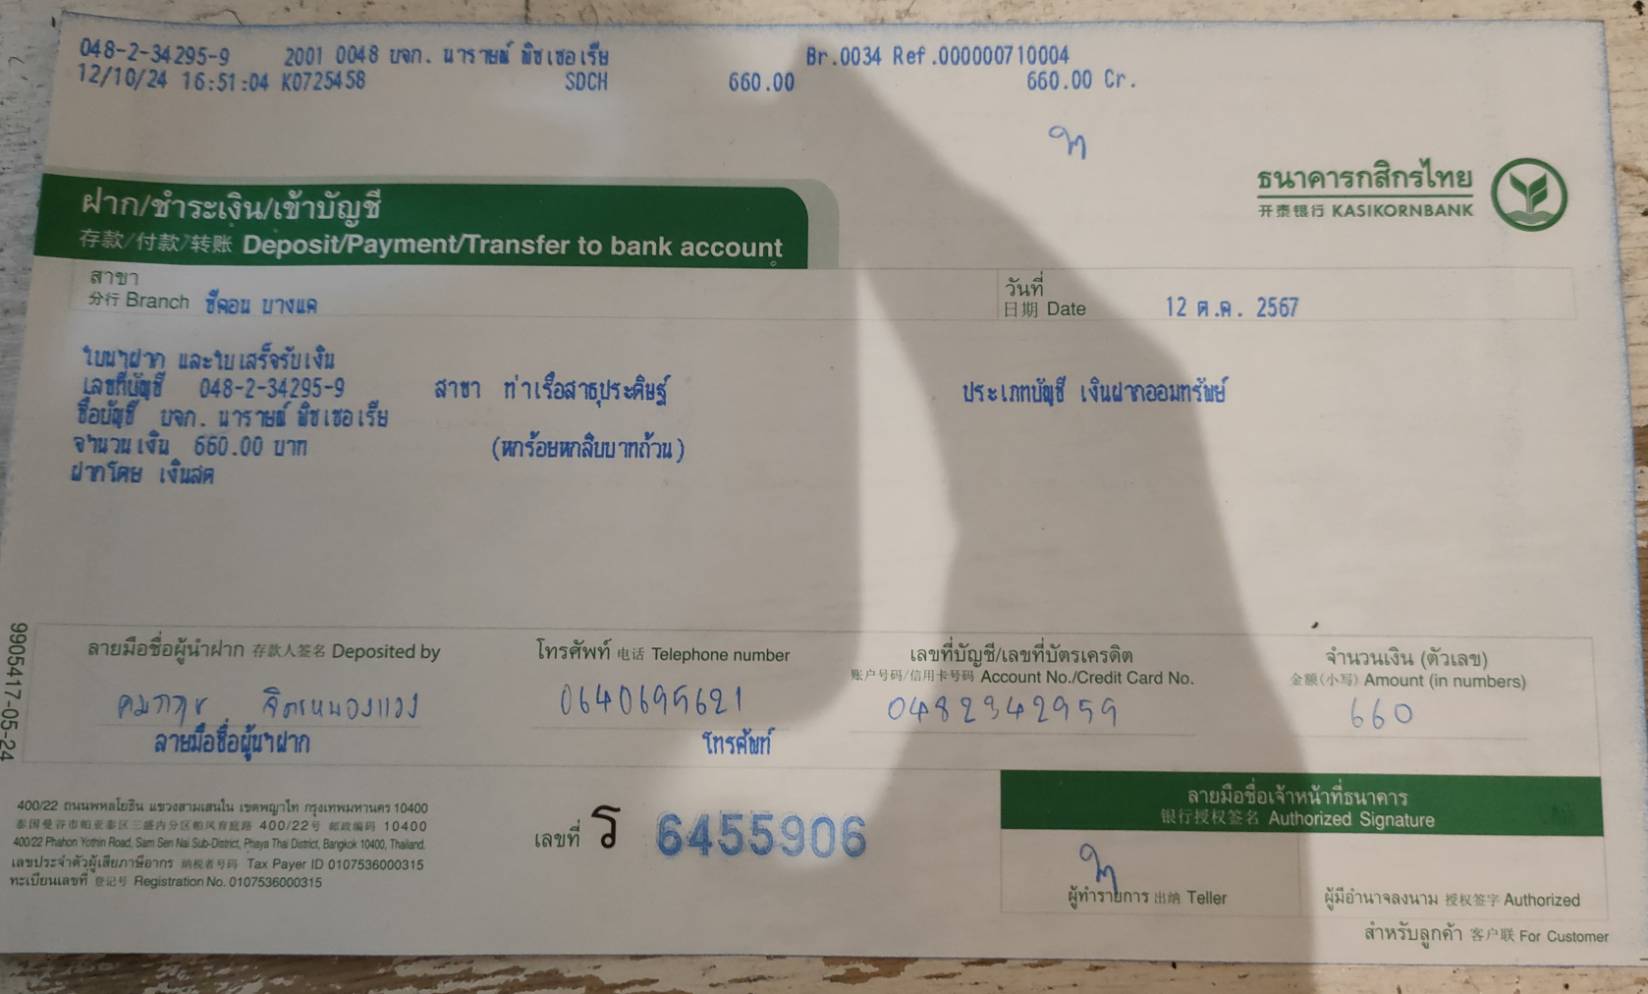 048-2-34295-9 2001 0048 บจก. นารายณ์ พิซเซอเรีย Br.0034 Ref.000000710004
12/10/24 16:51:04 K0725458 SDCH 660.00 660.00 Cr.
ธนาคารกสิกรไทย
开泰银行 KASIKORNBANK
ฝาก/ชำระเงิน/เข้าบัญชี
存款/付款/转账 Deposit/Payment/Transfer to bank account
สาขา
分行 Branch ซีคอน บางแค
วันที่
日期 Date 12 ต.ค. 2567
ใบนำฝาก และใบเสร็จรับเงิน
เลขที่บัญชี 048-2-34295-9 สาขา ท่าเรือสาธุประดิษฐ์ ประเภทบัญชี เงินฝากออมทรัพย์
ชื่อบัญชี บจก. นารายณ์ พิซเซอเรีย
จำนวนเงิน 660.00 บาท (หกร้อยหกสิบบาทถ้วน)
ฝากโดย เงินสด
9905417-05-24
ลายมือชื่อผู้นำฝาก 存款人签名 Deposited by
โทรศัพท์ 电话 Telephone number
เลขที่บัญชี/เลขที่บัตรเครดิต
账户号码/信用卡号码 Account No./Credit Card No.
จำนวนเงิน (ตัวเลข)
金额(小写) Amount (in numbers)
0640695621 0482342959 660
ลายมือชื่อผู้นำฝาก โทรศัพท์
400/22 ถนนพหลโยธิน แขวงสามเสนใน เขตพญาไท กรุงเทพมหานคร 10400
400/22号 邮政编码 10400
400/22 Phahon Yothin Road, Sam Sen Nai Sub-District, Phaya Thai District, Bangkok 10400, Thailand.
เลขประจำตัวผู้เสียภาษีอากร 纳税者号码 Tax Payer ID 0107536000315
ทะเบียนเลขที่ 登记号 Registration No. 0107536000315
เลขที่ ร 6455906
ลายมือชื่อเจ้าหน้าที่ธนาคาร
银行授权签名 Authorized Signature
ผู้ทำรายการ 出纳 Teller
ผู้มีอำนาจลงนาม 授权签字 Authorized
สำหรับลูกค้า 客户联 For Customer